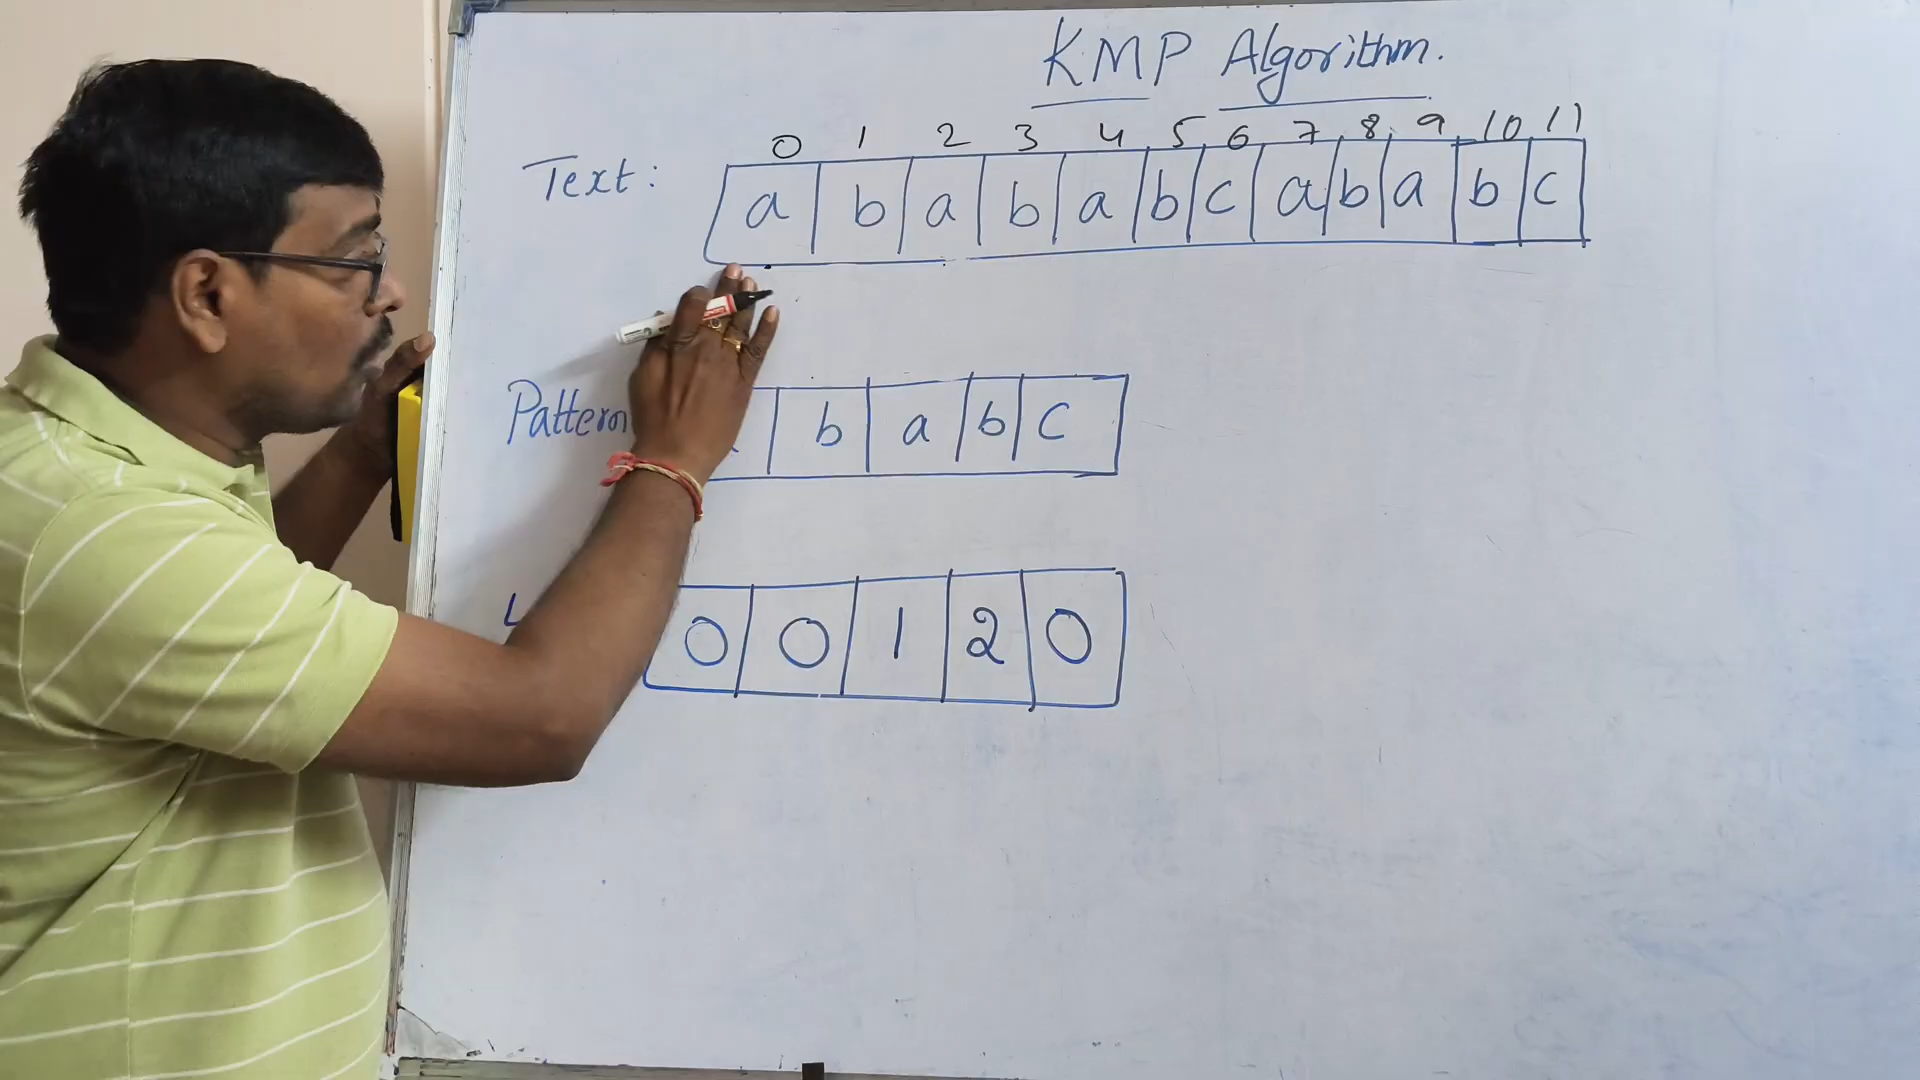 KMP Algorithm.
0 1 2 3 4 5 6 7 8 9 10 11
Text: a b a b a b c a b a b c
Pattern b a b c
L 0 0 1 2 0